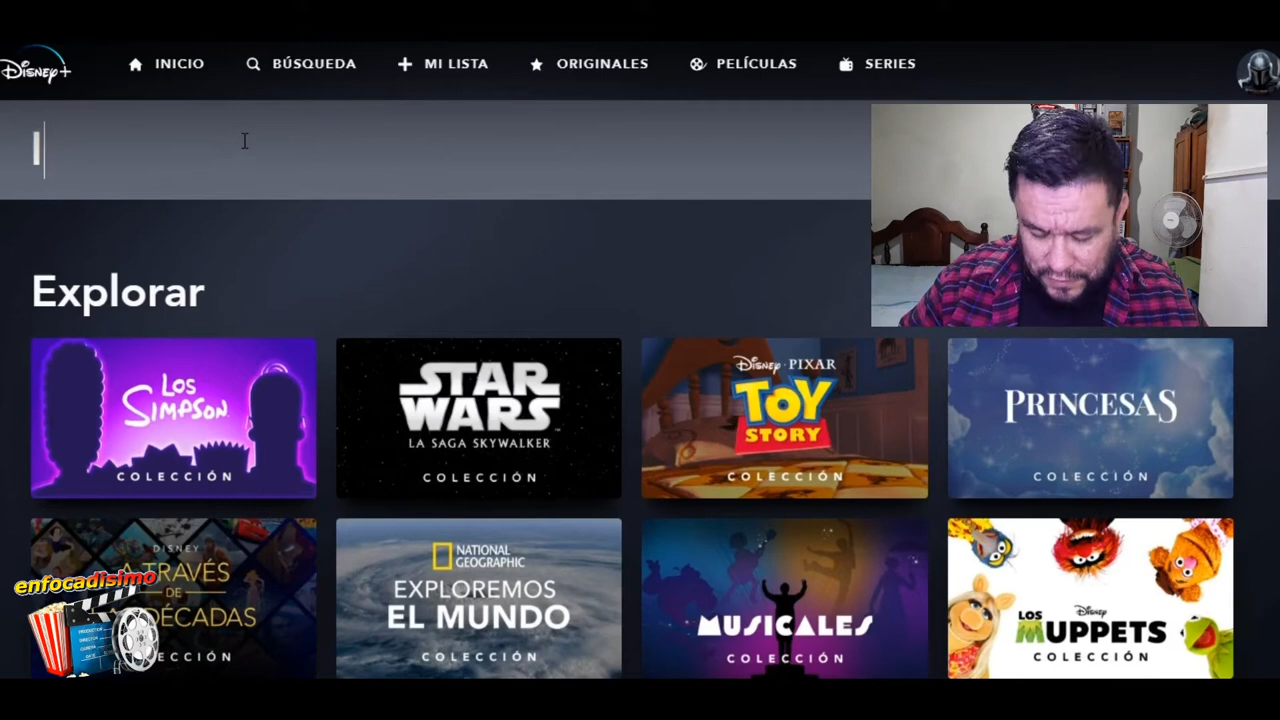 Disney+
INICIO
BÚSQUEDA
MI LISTA
ORIGINALES
PELÍCULAS
SERIES
Explorar
LOS
SIMPSON
COLECCIÓN
STAR
WARS
LA SAGA SKYWALKER
COLECCIÓN
Disney · PIXAR
TOY
STORY
COLECCIÓN
PRINCESAS
COLECCIÓN
DISNEY
A TRAVÉS
DE
DÉCADAS
COLECCIÓN
enfocadisimo
NATIONAL
GEOGRAPHIC
EXPLOREMOS
EL MUNDO
COLECCIÓN
MUSICALES
COLECCIÓN
Disney
LOS MUPPETS
COLECCIÓN